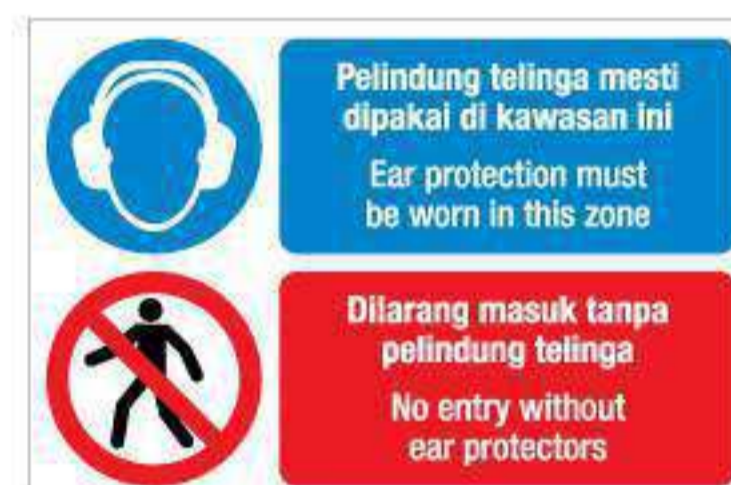 Pelindung telinga mesti
dipakai di kawasan ini
Ear protection must
be worn in this zone
Dilarang masuk tanpa
pelindung telinga
No entry without
ear protectors